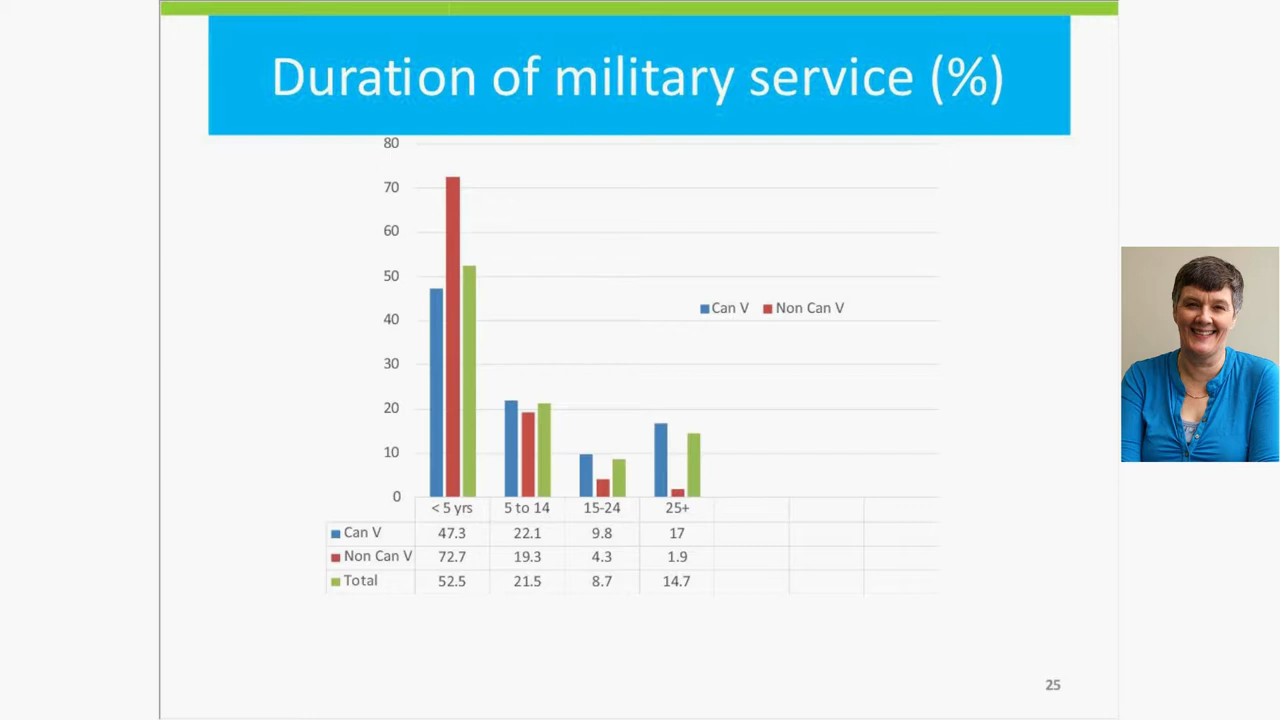 Duration of military service (%)
80
70
60
50
40
30
20
10
0
Can V Non Can V
< 5 yrs 5 to 14 15-24 25+
Can V 47.3 22.1 9.8 17
Non Can V 72.7 19.3 4.3 1.9
Total 52.5 21.5 8.7 14.7
25